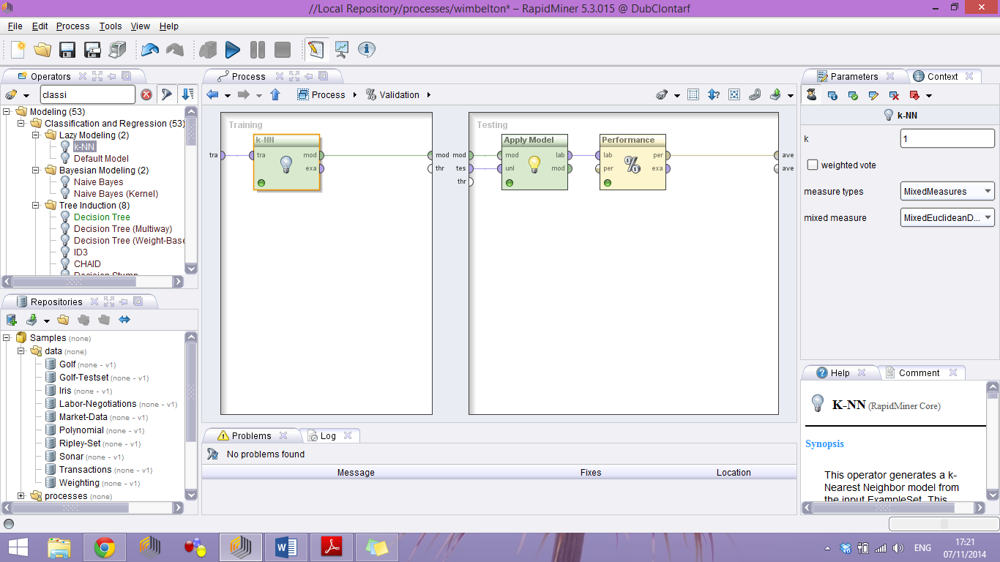 //Local Repository/processes/wimbelton* – RapidMiner 5.3.015 @ DubClontarf
File Edit Process Tools View Help
Operators
classi
Modeling (53)
Classification and Regression (53)
Lazy Modeling (2)
k-NN
Default Model
Bayesian Modeling (2)
Naive Bayes
Naive Bayes (Kernel)
Tree Induction (8)
Decision Tree
Decision Tree (Multiway)
Decision Tree (Weight-Base
ID3
CHAID
Decision Stump
Repositories
Samples (none)
data (none)
Golf (none - v1)
Golf-Testset (none - v1)
Iris (none - v1)
Labor-Negotiations (none - v1)
Market-Data (none - v1)
Polynomial (none - v1)
Ripley-Set (none - v1)
Sonar (none - v1)
Transactions (none - v1)
Weighting (none - v1)
processes (none)
Process
Process Validation
Training
k-NN
tra tra mod mod
exa thr
Testing
Apply Model Performance
mod mod lab lab per ave
tes unl mod per exa ave
thr
Problems Log
No problems found
Message Fixes Location
Parameters Context
k-NN
k 1
weighted vote
measure types MixedMeasures
mixed measure MixedEuclideanD...
Help Comment
K-NN (RapidMiner Core)
Synopsis
This operator generates a k-
Nearest Neighbor model from
the input ExampleSet. This
W
ENG
17:21
07/11/2014